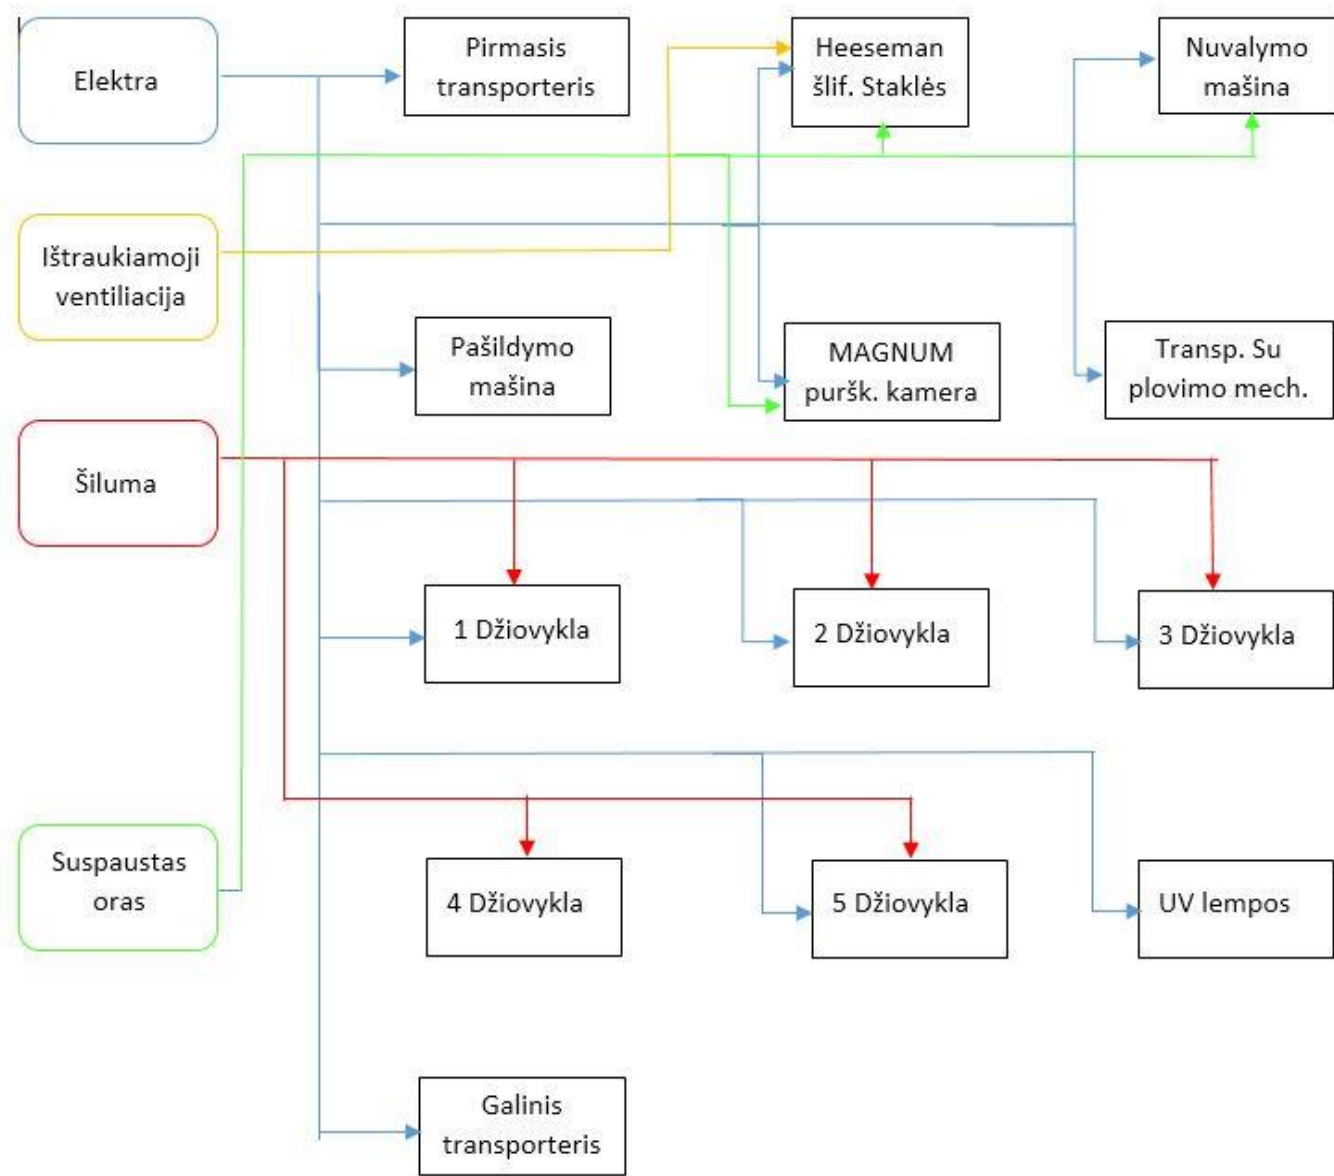 Elektra
Pirmasis
transporteris
Heeseman
šlif. Staklės
Nuvalymo
mašina
Ištraukiamoji
ventiliacija
Pašildymo
mašina
MAGNUM
puršk. kamera
Transp. Su
plovimo mech.
Šiluma
1 Džiovykla
2 Džiovykla
3 Džiovykla
Suspaustas
oras
4 Džiovykla
5 Džiovykla
UV lempos
Galinis
transporteris